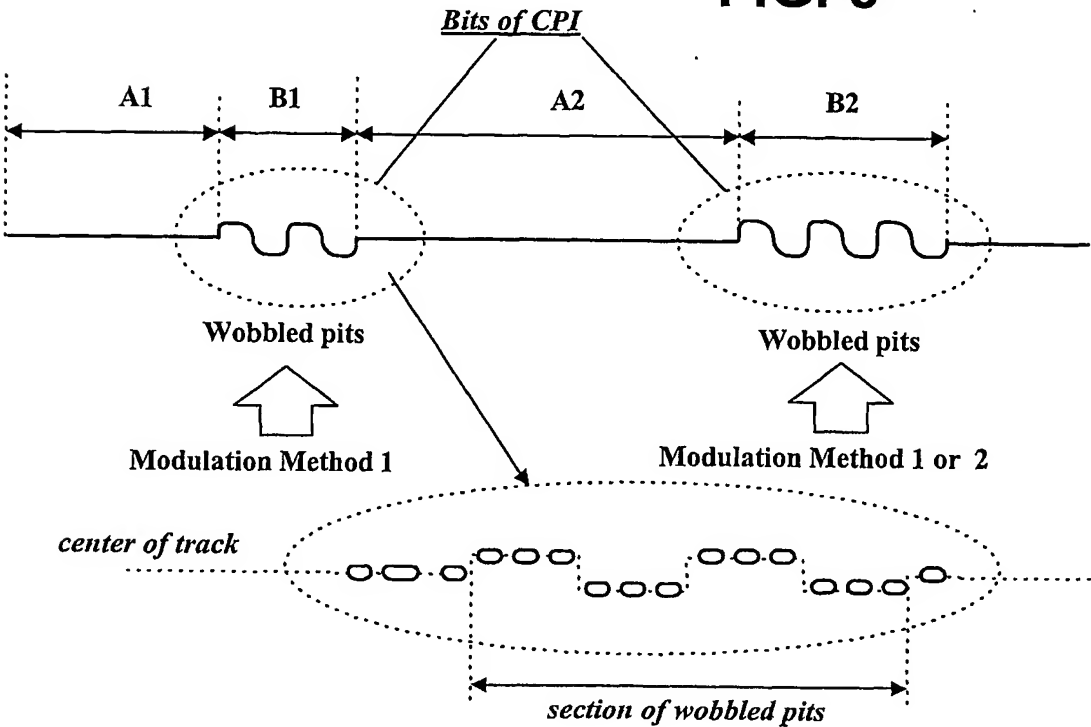 Bits of CPI
A1 B1 A2 B2
Wobbled pits Wobbled pits
Modulation Method 1 Modulation Method 1 or 2
center of track
section of wobbled pits